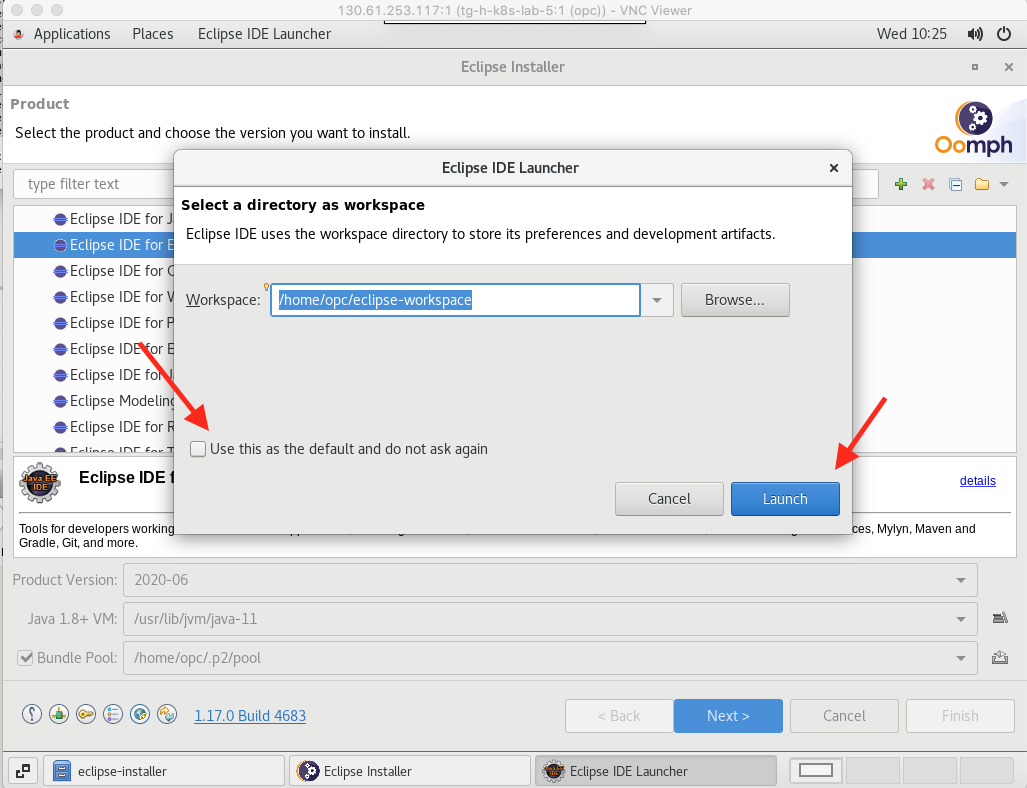 130.61.253.117:1 (tg-h-k8s-lab-5:1 (opc)) - VNC Viewer
Applications Places Eclipse IDE Launcher Wed 10:25
Eclipse Installer
Product
Select the product and choose the version you want to install.
Oomph
Eclipse IDE Launcher
type filter text
Select a directory as workspace
Eclipse IDE for J
Eclipse IDE uses the workspace directory to store its preferences and development artifacts.
Eclipse IDE for E
Eclipse IDE for C
Eclipse IDE for W
Workspace: /home/opc/eclipse-workspace Browse...
Eclipse IDE for P
Eclipse IDE for E
Eclipse IDE for J
Eclipse Modeling
Eclipse IDE for R
Use this as the default and do not ask again
Eclipse IDE for T
Java EE
IDE
Eclipse IDE f
details
Cancel Launch
Tools for developers working ces, Mylyn, Maven and
Gradle, Git, and more.
Product Version: 2020-06
Java 1.8+ VM: /usr/lib/jvm/java-11
Bundle Pool: /home/opc/.p2/pool
1.17.0 Build 4683 < Back Next > Cancel Finish
eclipse-installer Eclipse Installer Eclipse IDE Launcher